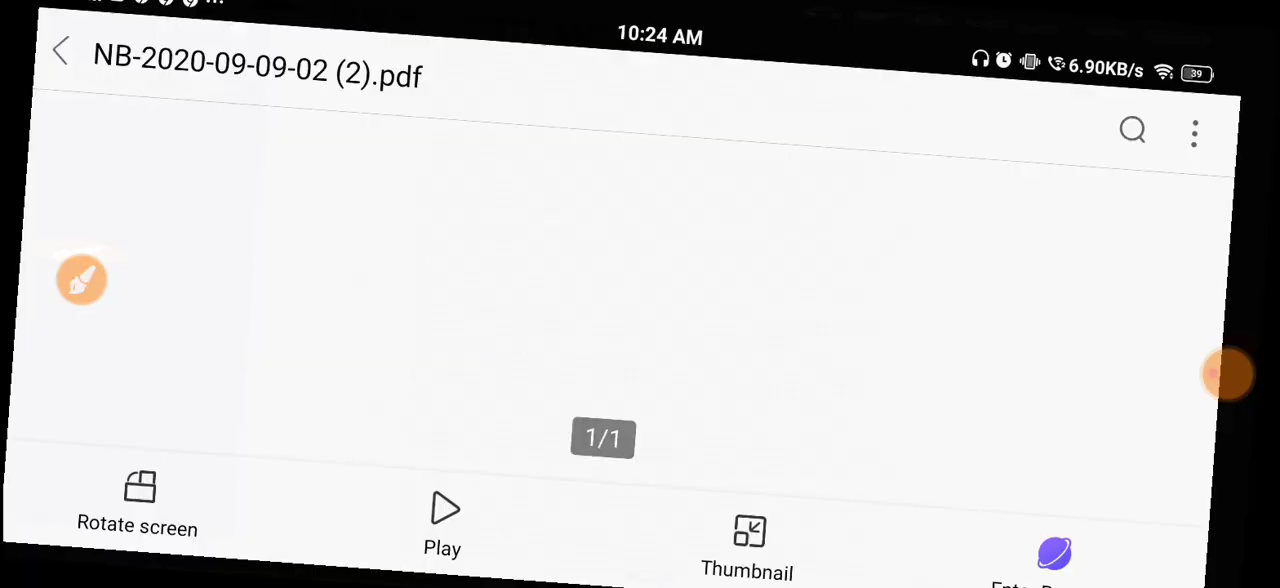 10:24 AM
6.90KB/s
39
NB-2020-09-09-02 (2).pdf
1/1
Rotate screen
Play
Thumbnail